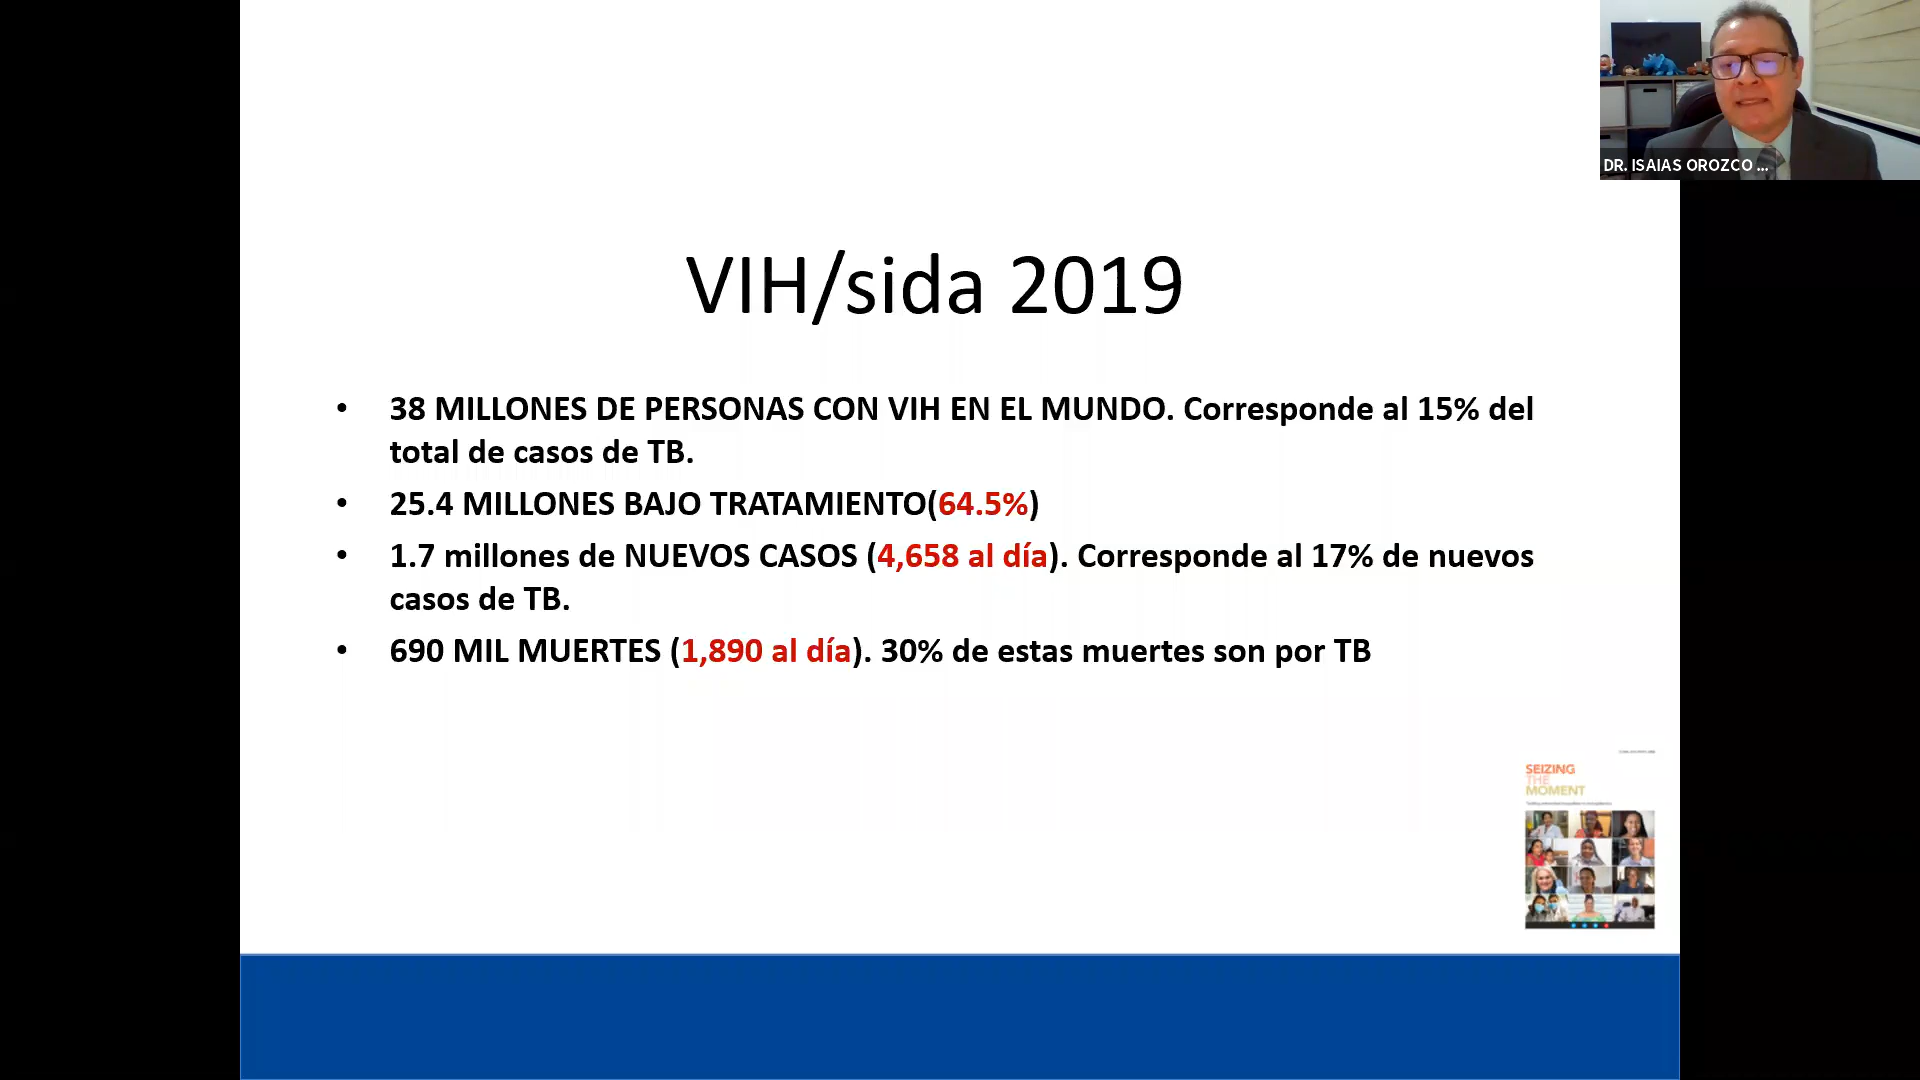 DR. ISAIAS OROZCO ...
VIH/sida 2019
• 38 MILLONES DE PERSONAS CON VIH EN EL MUNDO. Corresponde al 15% del
total de casos de TB.
• 25.4 MILLONES BAJO TRATAMIENTO(64.5%)
• 1.7 millones de NUEVOS CASOS (4,658 al día). Corresponde al 17% de nuevos
casos de TB.
• 690 MIL MUERTES (1,890 al día). 30% de estas muertes son por TB
SEIZING
THE
MOMENT